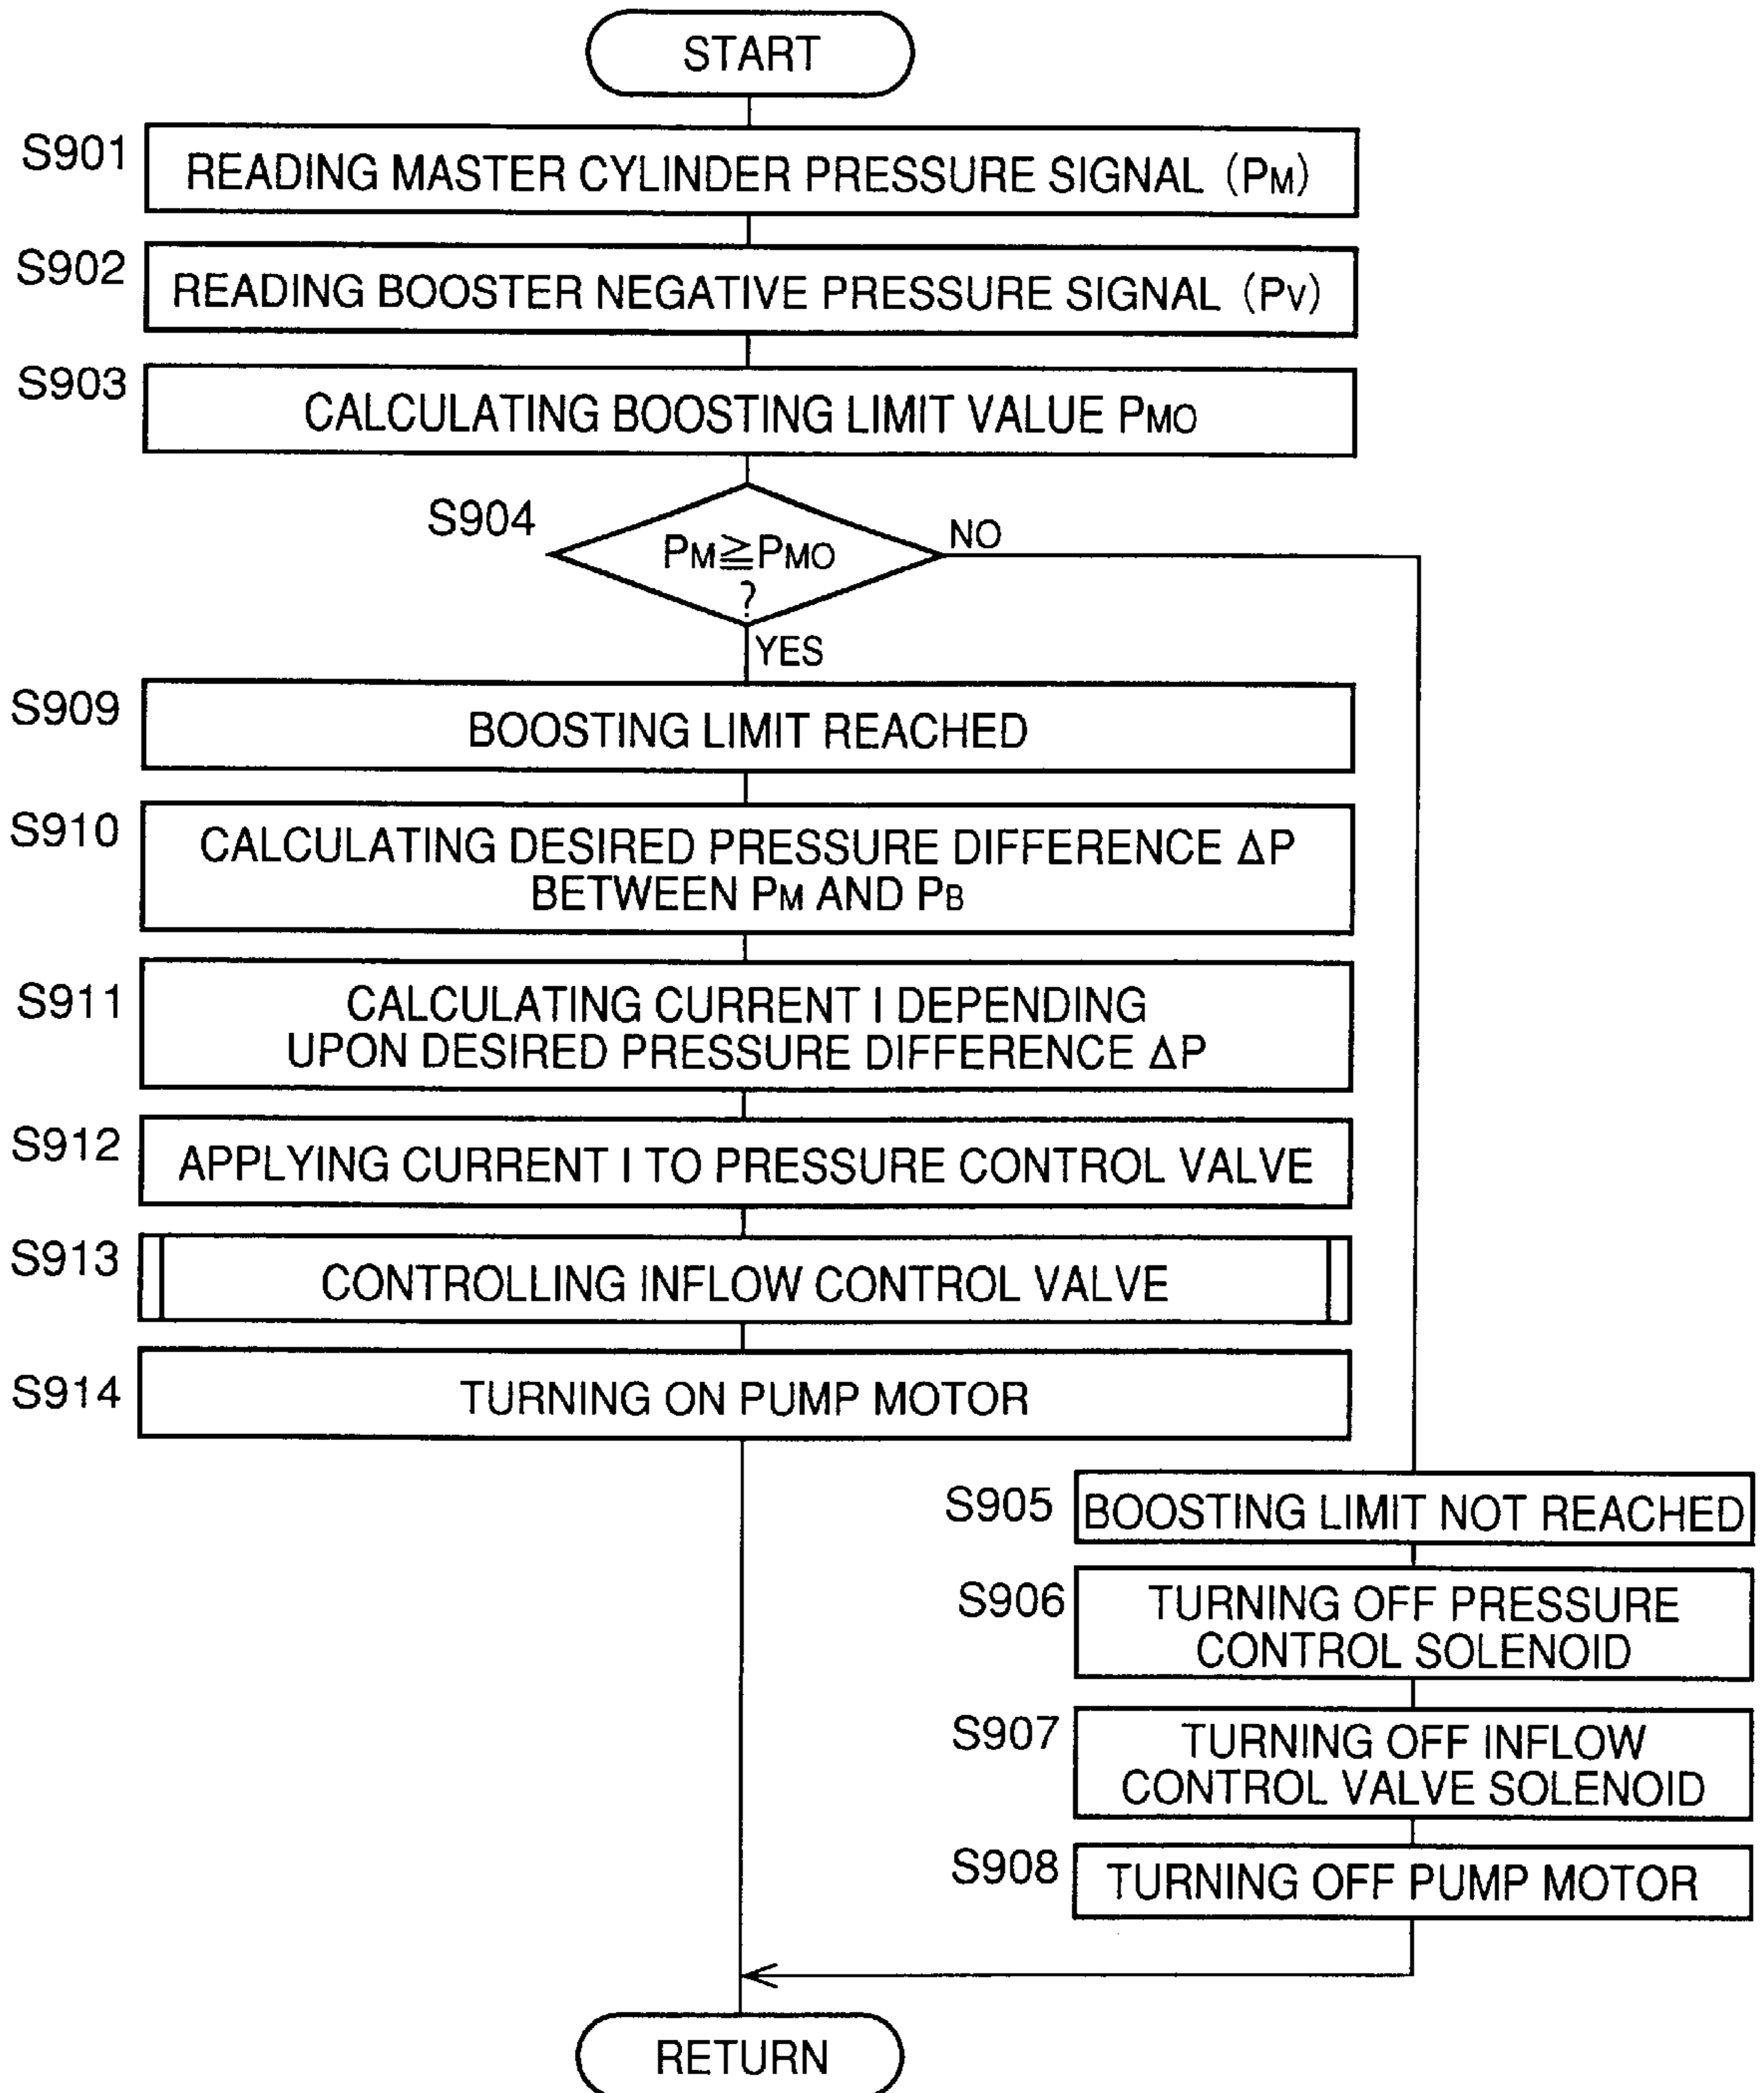 START
S901
READING MASTER CYLINDER PRESSURE SIGNAL (PM)
S902
READING BOOSTER NEGATIVE PRESSURE SIGNAL (PV)
S903
CALCULATING BOOSTING LIMIT VALUE PMO
S904
PM≧PMO
?
NO
YES
S909
BOOSTING LIMIT REACHED
S910
CALCULATING DESIRED PRESSURE DIFFERENCE ΔP
BETWEEN PM AND PB
S911
CALCULATING CURRENT I DEPENDING
UPON DESIRED PRESSURE DIFFERENCE ΔP
S912
APPLYING CURRENT I TO PRESSURE CONTROL VALVE
S913
CONTROLLING INFLOW CONTROL VALVE
S914
TURNING ON PUMP MOTOR
S905
BOOSTING LIMIT NOT REACHED
S906
TURNING OFF PRESSURE
CONTROL SOLENOID
S907
TURNING OFF INFLOW
CONTROL VALVE SOLENOID
S908
TURNING OFF PUMP MOTOR
RETURN